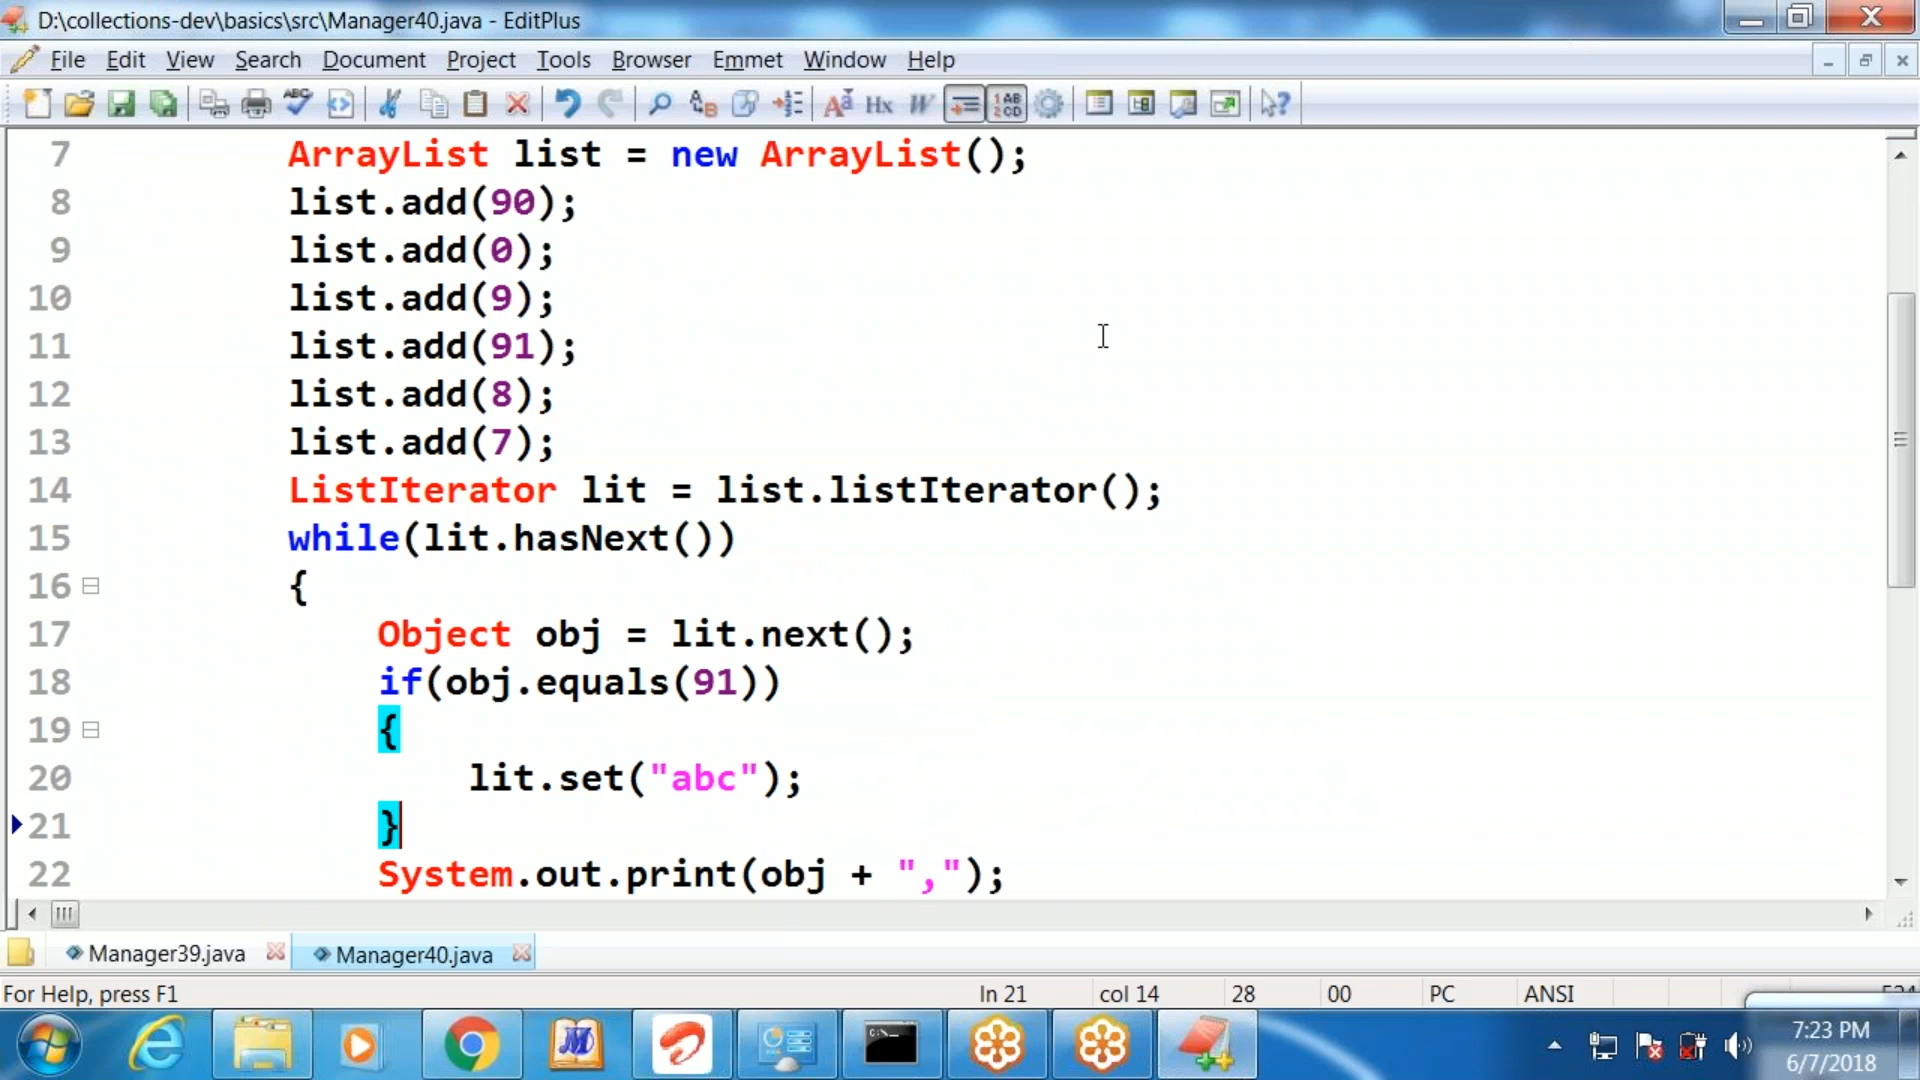 D:\collections-dev\basics\src\Manager40.java - EditPlus
File Edit View Search Document Project Tools Browser Emmet Window Help
7 ArrayList list = new ArrayList();
8 list.add(90);
9 list.add(0);
10 list.add(9);
11 list.add(91);
12 list.add(8);
13 list.add(7);
14 ListIterator lit = list.listIterator();
15 while(lit.hasNext())
16 {
17 Object obj = lit.next();
18 if(obj.equals(91))
19 {
20 lit.set("abc");
21 }
22 System.out.print(obj + ",");
Manager39.java Manager40.java
For Help, press F1 ln 21 col 14 28 00 PC ANSI
7:23 PM
6/7/2018